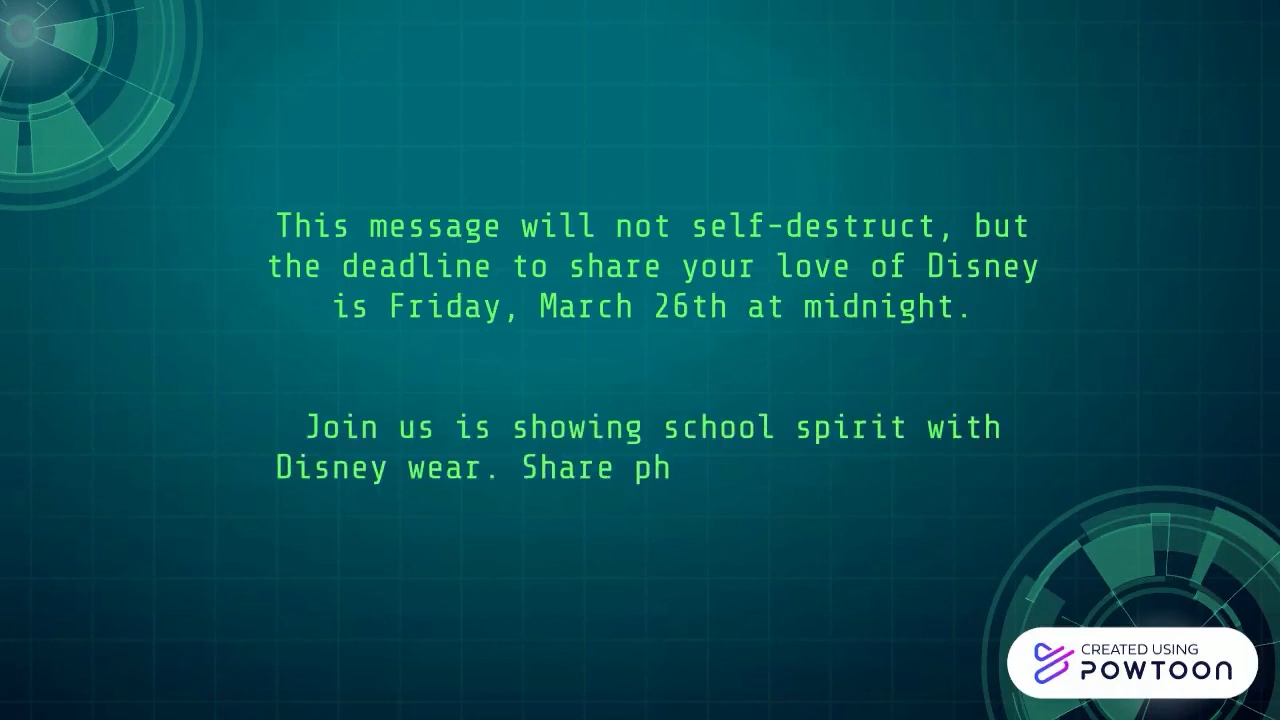 This message will not self-destruct, but
the deadline to share your love of Disney
is Friday, March 26th at midnight.
Join us is showing school spirit with
Disney wear. Share ph
CREATED USING
POWTOON